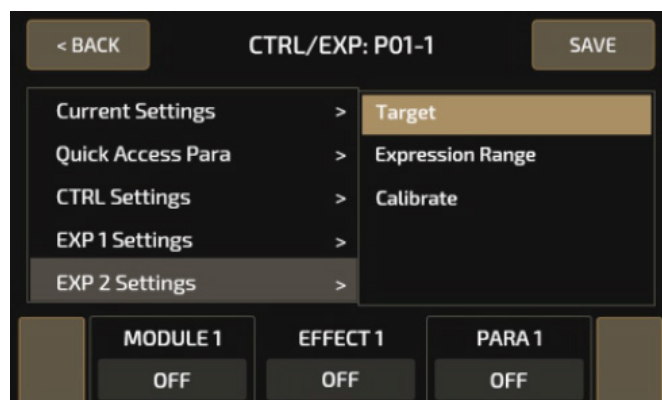 < BACK CTRL/EXP: P01-1 SAVE
Current Settings > Target
Quick Access Para > Expression Range
CTRL Settings > Calibrate
EXP 1 Settings >
EXP 2 Settings >
MODULE 1 EFFECT 1 PARA 1
OFF OFF OFF